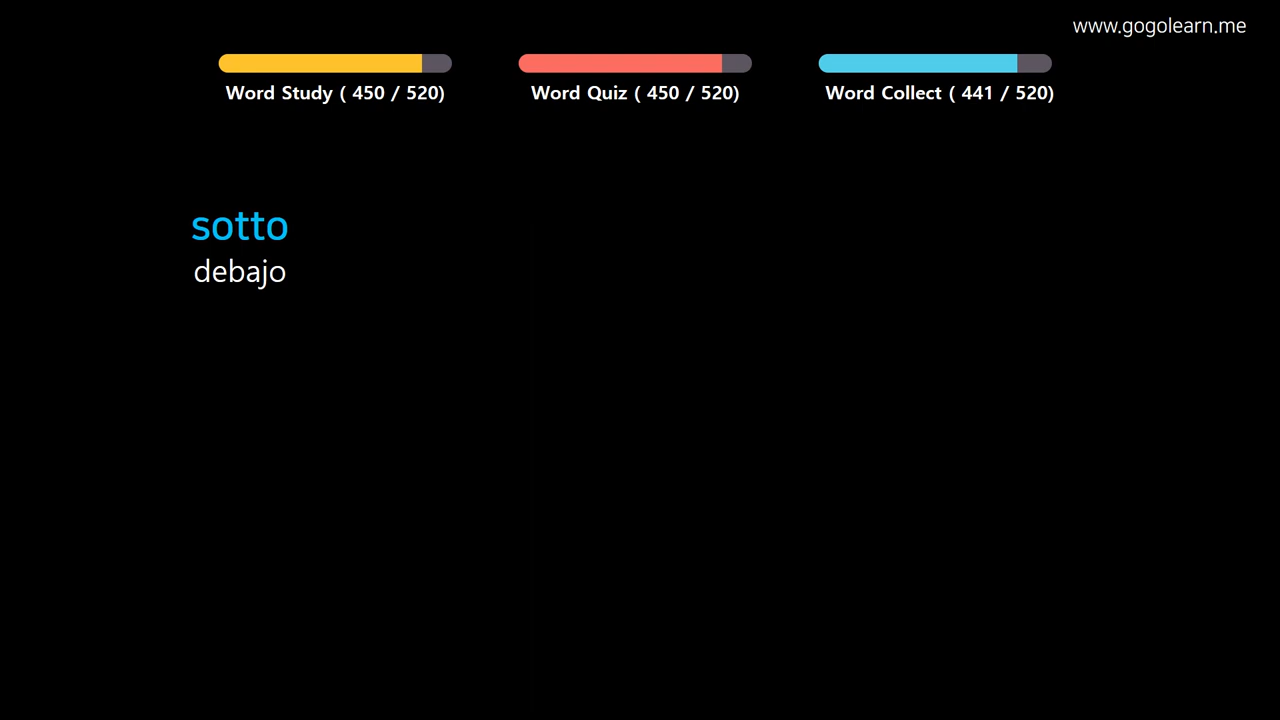 www.gogolearn.me
Word Study ( 450 / 520)
Word Quiz ( 450 / 520)
Word Collect ( 441 / 520)
sotto
debajo